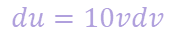 du = 10vdv